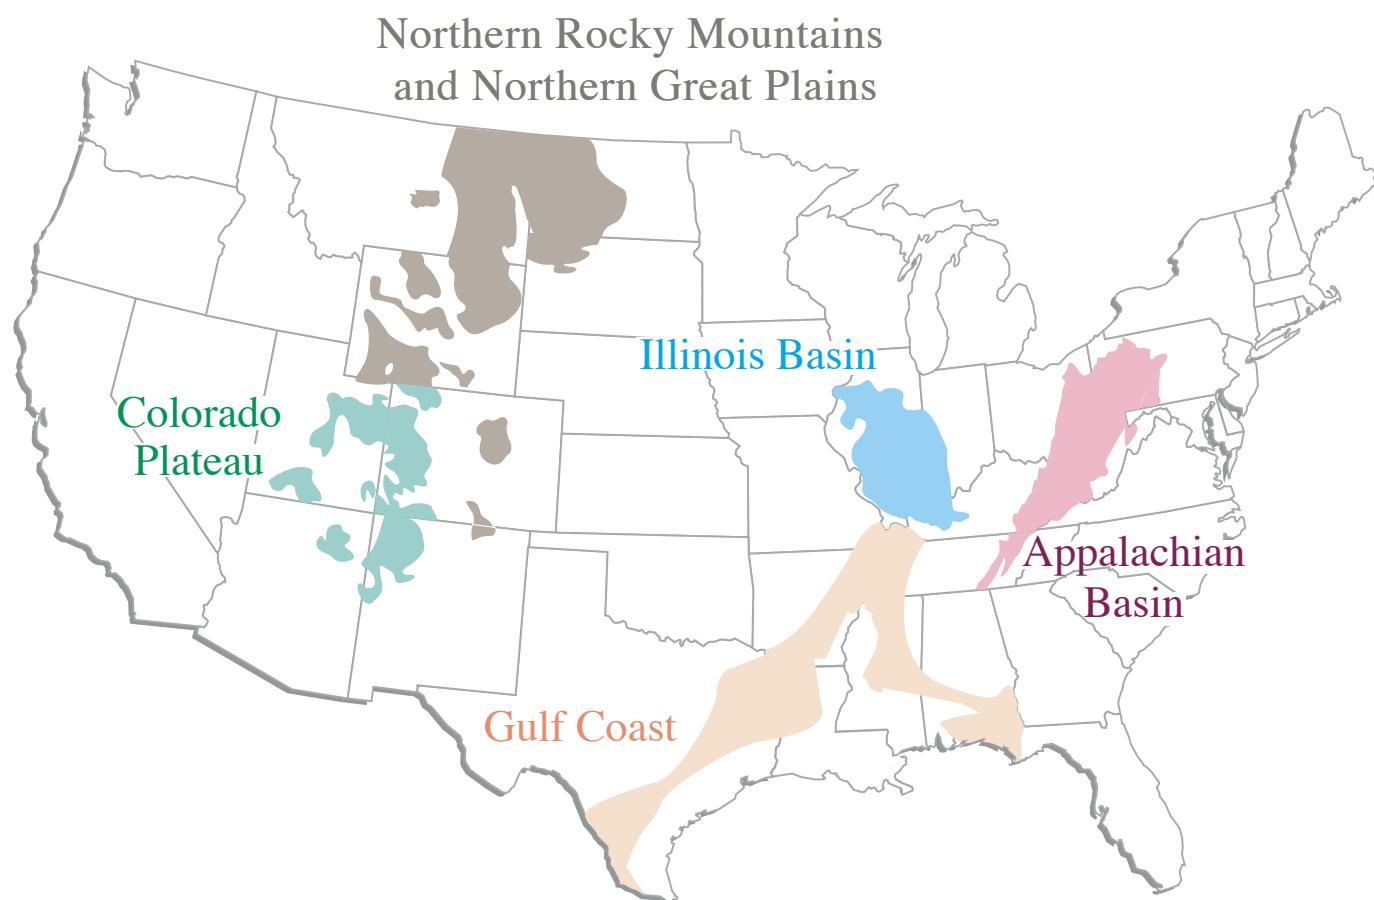 Northern Rocky Mountains
and Northern Great Plains
Illinois Basin
Colorado
Plateau
Appalachian
Basin
Gulf Coast